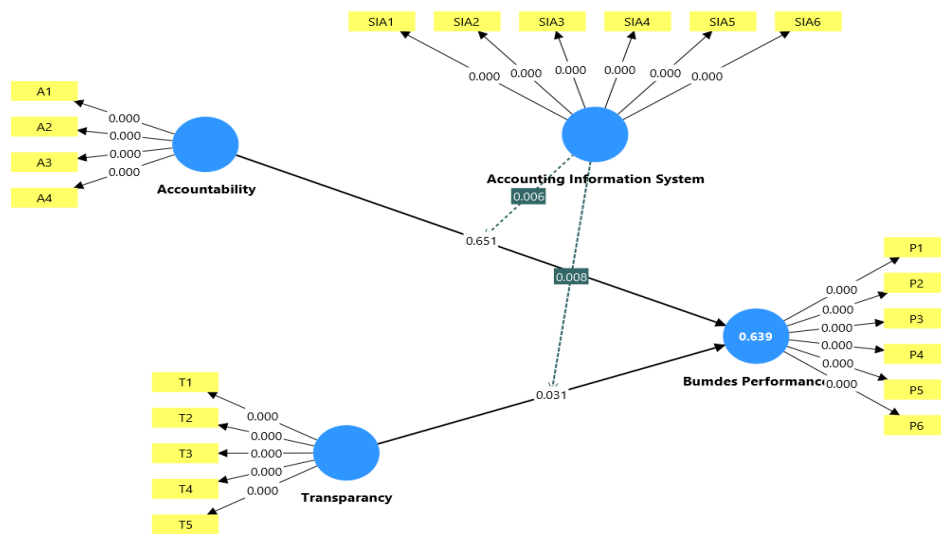 SIA1 SIA2 SIA3 SIA4 SIA5 SIA6
0.000 0.000 0.000 0.000 0.000 0.000
A1
A2
A3
A4
0.000
0.000
0.000
0.000
Accountability
Accounting Information System
0.006
0.651
0.008
0.031
P1
P2
P3
P4
P5
P6
0.000
0.000
0.000
0.000
0.000
0.000
0.639
Bumdes Performance
T1
T2
T3
T4
T5
0.000
0.000
0.000
0.000
0.000
Transparancy